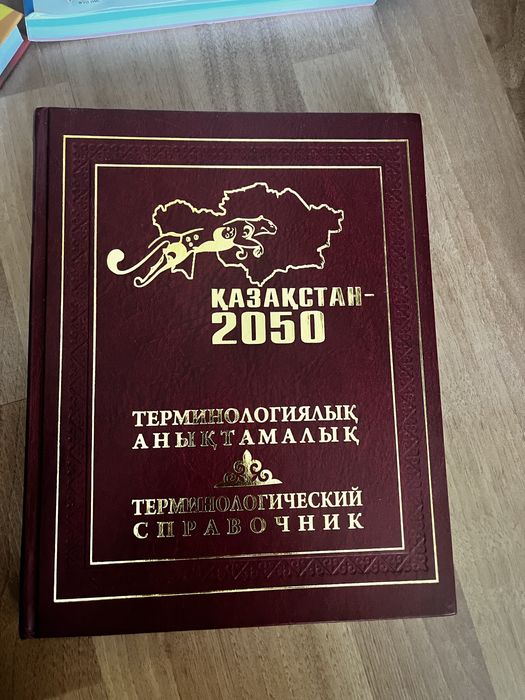 ҚАЗАҚСТАН-
2050
ТЕРМИНОЛОГИЯЛЫҚ
АНЫҚТАМАЛЫҚ
ТЕРМИНОЛОГИЧЕСКИЙ
СПРАВОЧНИК